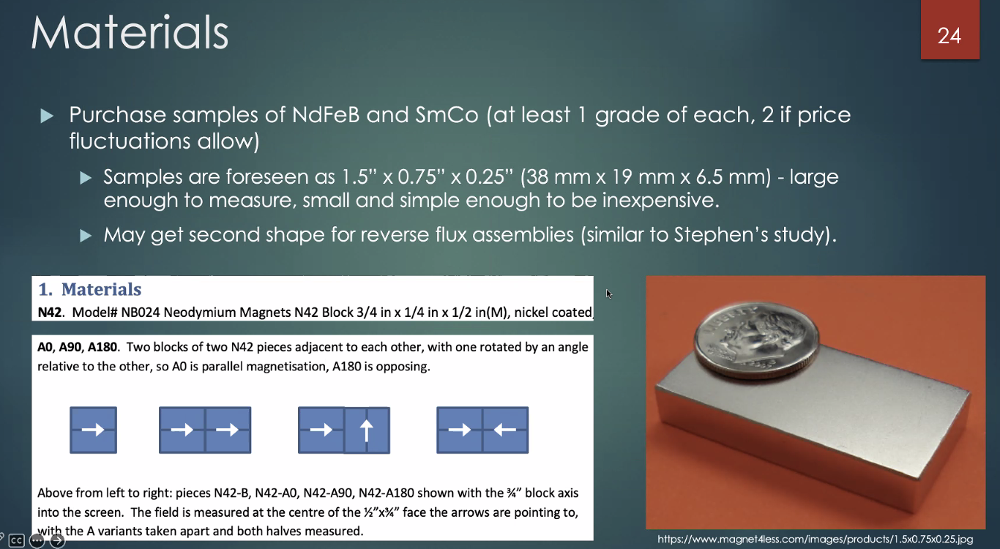 Materials
24
Purchase samples of NdFeB and SmCo (at least 1 grade of each, 2 if price
fluctuations allow)
Samples are foreseen as 1.5” x 0.75” x 0.25” (38 mm x 19 mm x 6.5 mm) - large
enough to measure, small and simple enough to be inexpensive.
May get second shape for reverse flux assemblies (similar to Stephen’s study).
1. Materials
N42. Model# NB024 Neodymium Magnets N42 Block 3/4 in x 1/4 in x 1/2 in(M), nickel coated,
A0, A90, A180. Two blocks of two N42 pieces adjacent to each other, with one rotated by an angle
relative to the other, so A0 is parallel magnetisation, A180 is opposing.
Above from left to right: pieces N42-B, N42-A0, N42-A90, N42-A180 shown with the ¾” block axis
into the screen. The field is measured at the centre of the ½”x¾” face the arrows are pointing to,
with the A variants taken apart and both halves measured.
CC
https://www.magnet4less.com/images/products/1.5x0.75x0.25.jpg